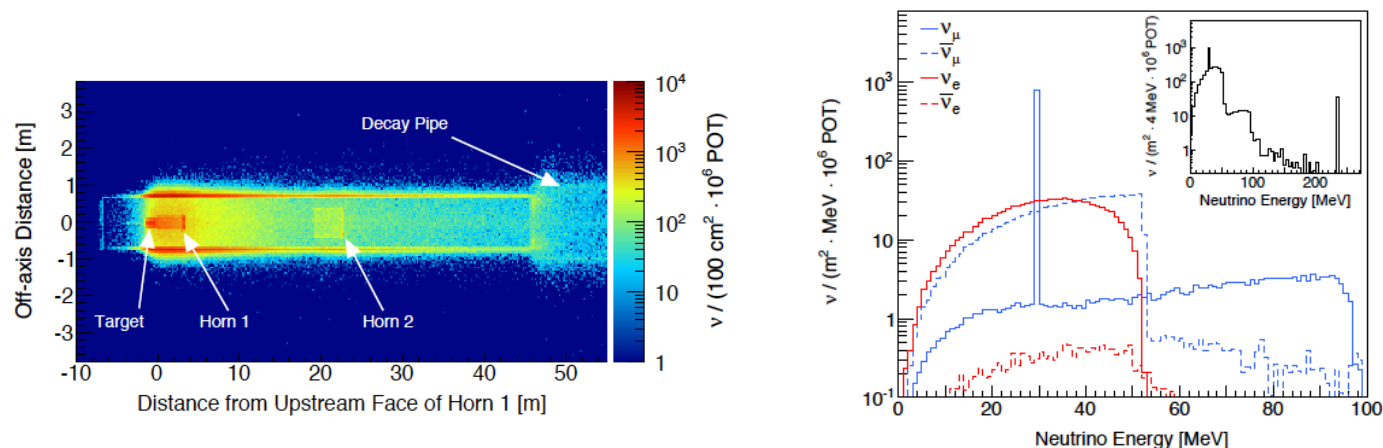 3
2
1
0
-1
-2
-3
Off-axis Distance [m]
Decay Pipe
Target
Horn 1
Horn 2
-10 0 10 20 30 40 50
Distance from Upstream Face of Horn 1 [m]
10⁴
10³
10²
10
1
ν / (100 cm² · 10⁶ POT)
ν / (m² · MeV · 10⁶ POT)
10³
10²
10
1
10⁻¹
ν_μ
ν̄_μ
ν_e
ν̄_e
0 20 40 60 80 100
Neutrino Energy [MeV]
ν / (m² · 4 MeV · 10⁶ POT)
10³
10²
10
1
0 100 200
Neutrino Energy [MeV]